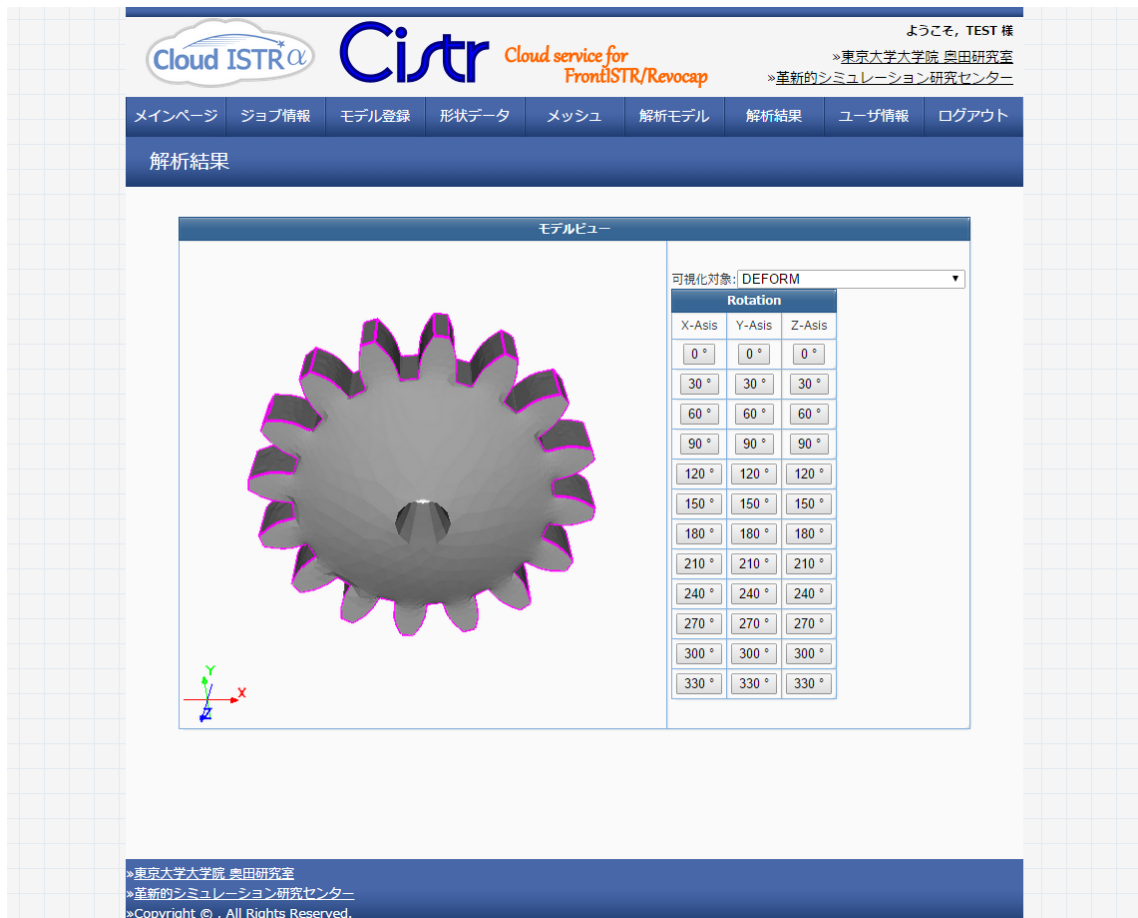 Cloud ISTR α
Cistr
Cloud service for
FrontISTR/Revocap
ようこそ, TEST 様
»東京大学大学院 奥田研究室
»革新的シミュレーション研究センター
メインページ ジョブ情報 モデル登録 形状データ メッシュ 解析モデル 解析結果 ユーザ情報 ログアウト
解析結果
モデルビュー
可視化対象: DEFORM
Rotation
X-Asis Y-Asis Z-Asis
0 ° 0 ° 0 °
30 ° 30 ° 30 °
60 ° 60 ° 60 °
90 ° 90 ° 90 °
120 ° 120 ° 120 °
150 ° 150 ° 150 °
180 ° 180 ° 180 °
210 ° 210 ° 210 °
240 ° 240 ° 240 °
270 ° 270 ° 270 °
300 ° 300 ° 300 °
330 ° 330 ° 330 °
Y
X
Z
»東京大学大学院 奥田研究室
»革新的シミュレーション研究センター
»Copyright © , All Rights Reserved.